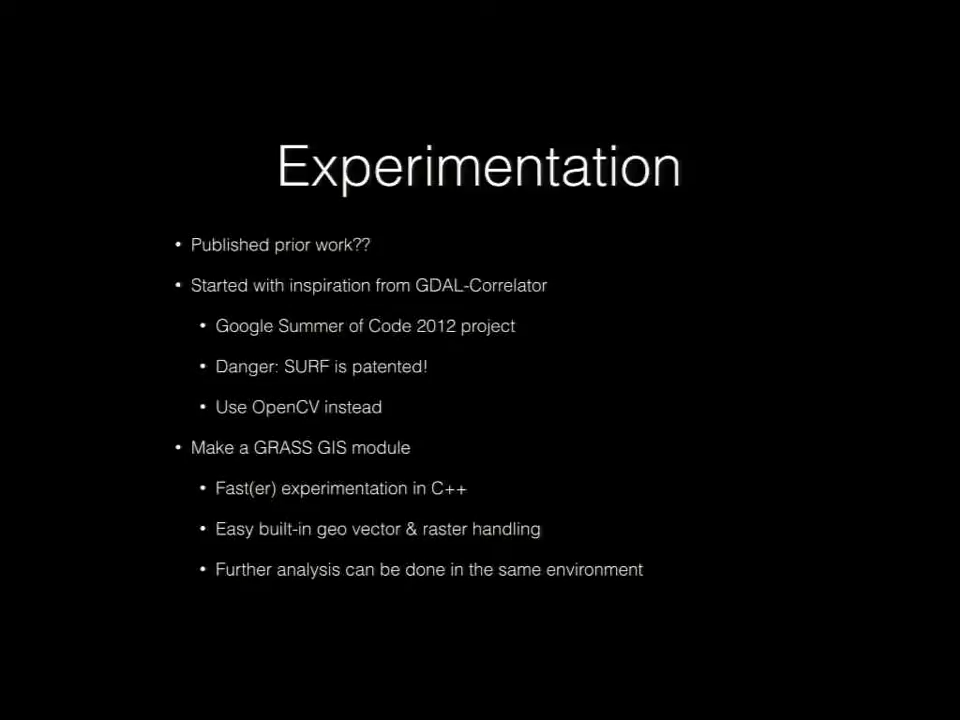 Experimentation
• Published prior work??
• Started with inspiration from GDAL-Correlator
• Google Summer of Code 2012 project
• Danger: SURF is patented!
• Use OpenCV instead
• Make a GRASS GIS module
• Fast(er) experimentation in C++
• Easy built-in geo vector & raster handling
• Further analysis can be done in the same environment